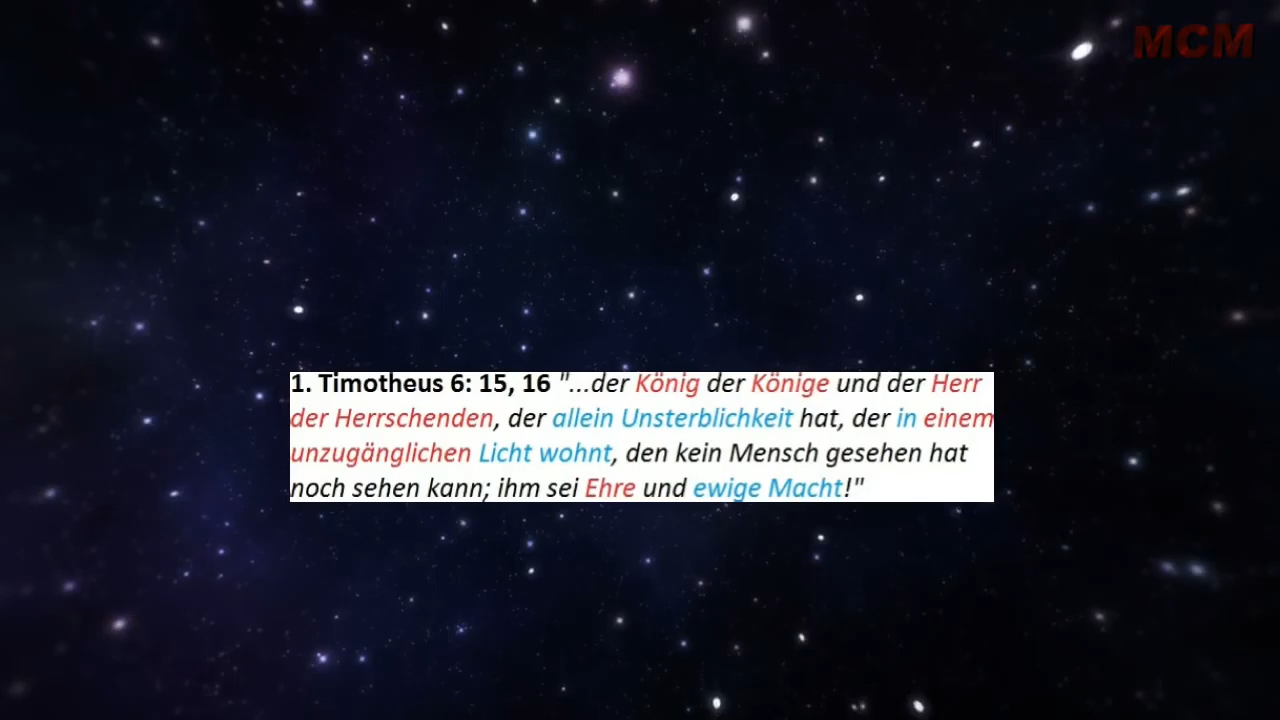 MCM
1. Timotheus 6: 15, 16 "...der König der Könige und der Herr
der Herrschenden, der allein Unsterblichkeit hat, der in einem
unzugänglichen Licht wohnt, den kein Mensch gesehen hat
noch sehen kann; ihm sei Ehre und ewige Macht!"